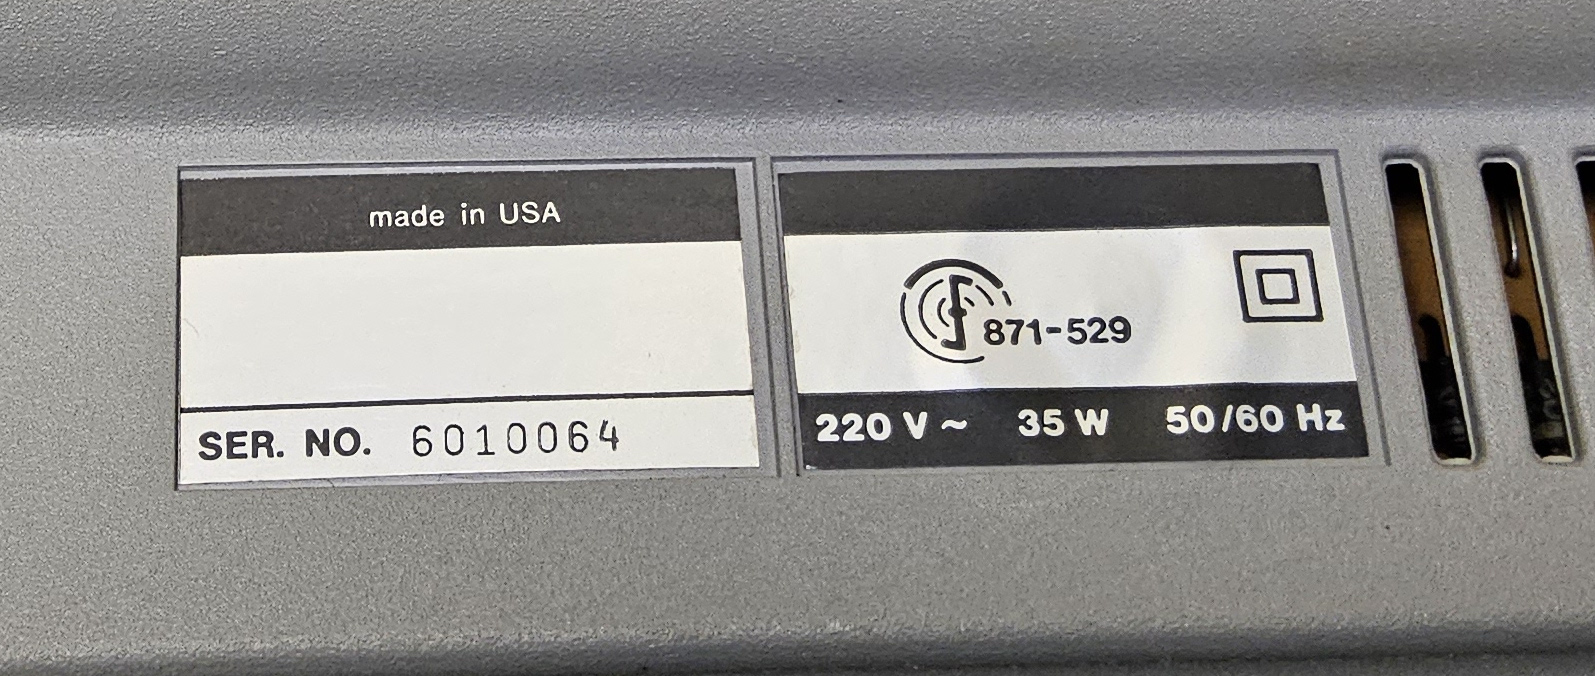 made in USA
SER. NO. 6010064
871-529
220 V ~ 35 W 50/60 Hz